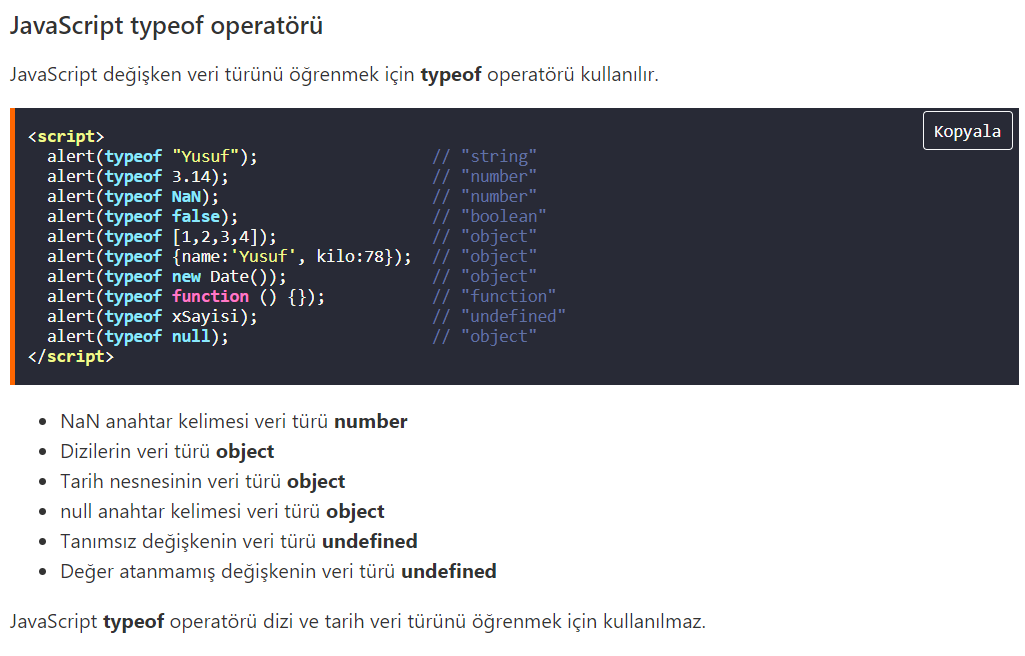 JavaScript typeof operatörü
JavaScript değişken veri türünü öğrenmek için typeof operatörü kullanılır.
Kopyala
<script>
  alert(typeof "Yusuf");                  // "string"
  alert(typeof 3.14);                     // "number"
  alert(typeof NaN);                      // "number"
  alert(typeof false);                    // "boolean"
  alert(typeof [1,2,3,4]);                // "object"
  alert(typeof {name:'Yusuf', kilo:78});  // "object"
  alert(typeof new Date());               // "object"
  alert(typeof function () {});           // "function"
  alert(typeof xSayisi);                  // "undefined"
  alert(typeof null);                     // "object"
</script>
• NaN anahtar kelimesi veri türü number
• Dizilerin veri türü object
• Tarih nesnesinin veri türü object
• null anahtar kelimesi veri türü object
• Tanımsız değişkenin veri türü undefined
• Değer atanmamış değişkenin veri türü undefined
JavaScript typeof operatörü dizi ve tarih veri türünü öğrenmek için kullanılmaz.